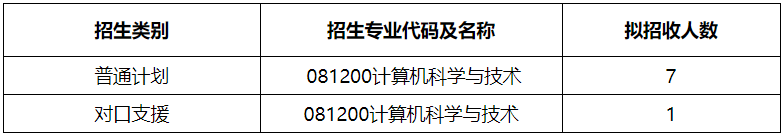 招生类别 招生专业代码及名称 拟招收人数
普通计划 081200计算机科学与技术 7
对口支援 081200计算机科学与技术 1